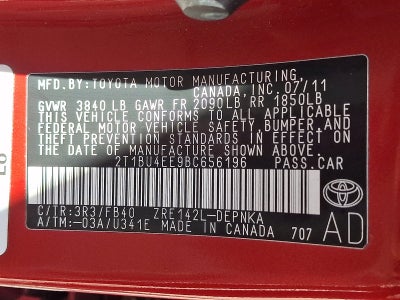 MFD.BY:TOYOTA MOTOR MANUFACTURING,
CANADA, INC. 07/11
GVWR 3840LB GAWR FR 2090LB RR 1850LB
THIS VEHICLE CONFORMS TO ALL APPLICABLE
FEDERAL MOTOR VEHICLE SAFETY, BUMPER, AND
THEFT PREVENTION STANDARDS IN EFFECT ON
THE DATE OF MANUFACTURE SHOWN ABOVE.
2T1BU4EE9BC656196 PASS.CAR
C/TR:3R3/FB40 ZRE142L-DEPNKA
A/TM:-03A/U341E MADE IN CANADA 707
AD
TOYOTA